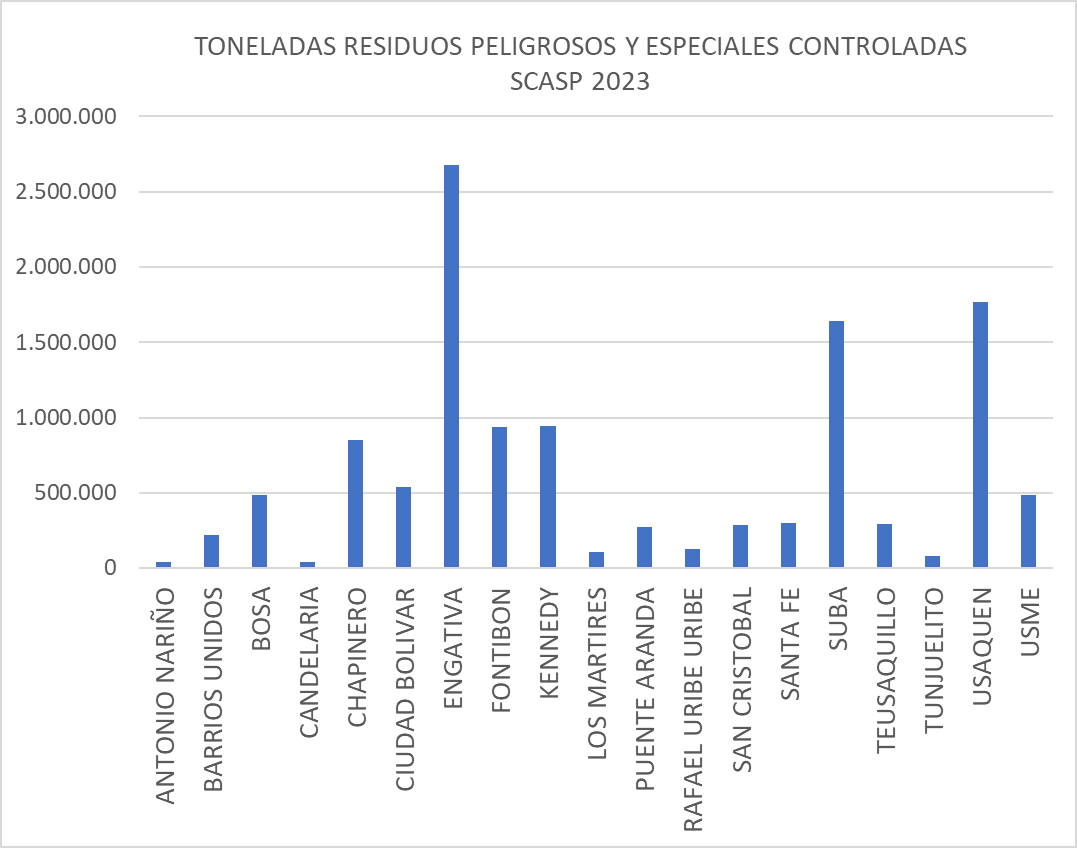 TONELADAS RESIDUOS PELIGROSOS Y ESPECIALES CONTROLADAS
SCASP 2023
3.000.000
2.500.000
2.000.000
1.500.000
1.000.000
500.000
0
ANTONIO NARIÑO
BARRIOS UNIDOS
BOSA
CANDELARIA
CHAPINERO
CIUDAD BOLIVAR
ENGATIVA
FONTIBON
KENNEDY
LOS MARTIRES
PUENTE ARANDA
RAFAEL URIBE URIBE
SAN CRISTOBAL
SANTA FE
SUBA
TEUSAQUILLO
TUNJUELITO
USAQUEN
USME